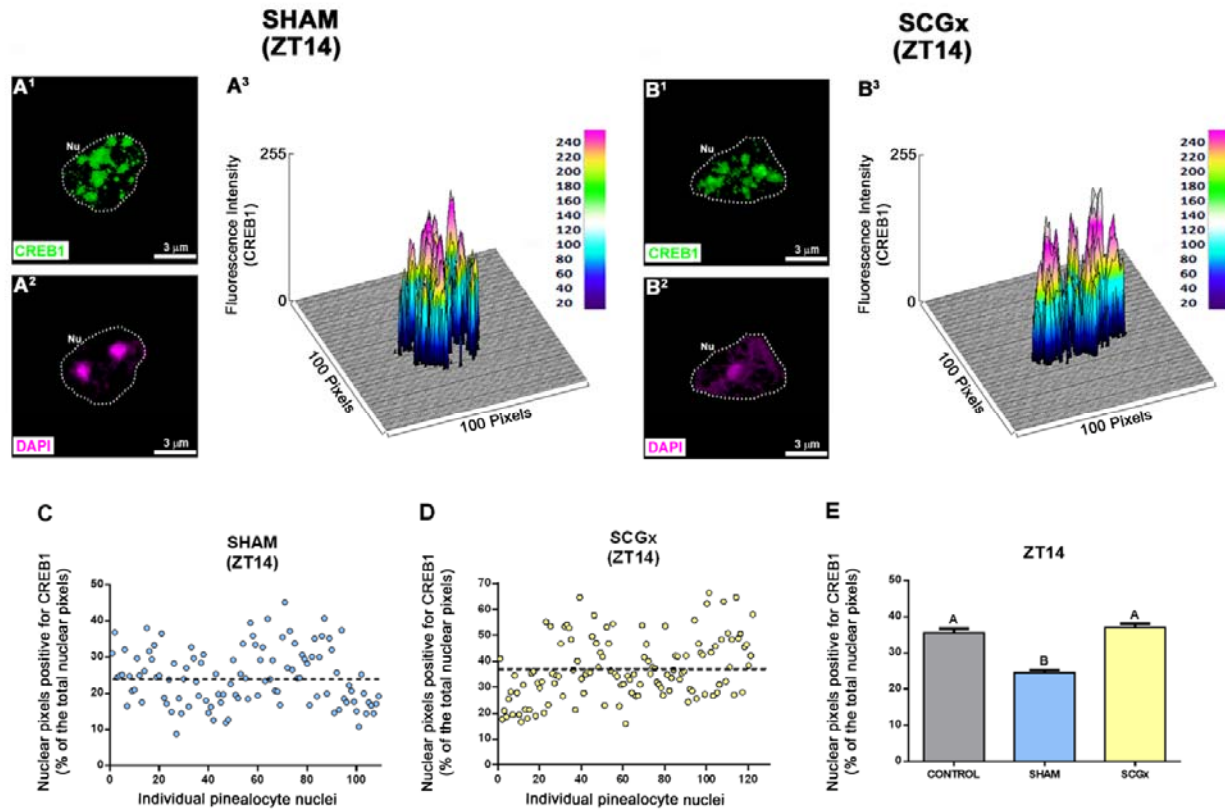 SHAM
(ZT14)
SCGx
(ZT14)
A1
Nu
CREB1
3 μm
A2
Nu
DAPI
3 μm
A3
255
0
Fluorescence Intensity
(CREB1)
100 Pixels
100 Pixels
240
220
200
180
160
140
120
100
80
60
40
20
B1
Nu
CREB1
3 μm
B2
Nu
DAPI
3 μm
B3
255
0
Fluorescence Intensity
(CREB1)
100 Pixels
100 Pixels
240
220
200
180
160
140
120
100
80
60
40
20
C
SHAM
(ZT14)
Nuclear pixels positive for CREB1
(% of the total nuclear pixels)
50
40
30
20
10
0
0 20 40 60 80 100
Individual pinealocyte nuclei
D
SCGx
(ZT14)
Nuclear pixels positive for CREB1
(% of the total nuclear pixels)
70
60
50
40
30
20
10
0
0 20 40 60 80 100 120
Individual pinealocyte nuclei
E
ZT14
Nuclear pixels positive for CREB1
(% of the total nuclear pixels)
50
40
30
20
10
0
A
B
A
CONTROL SHAM SCGx